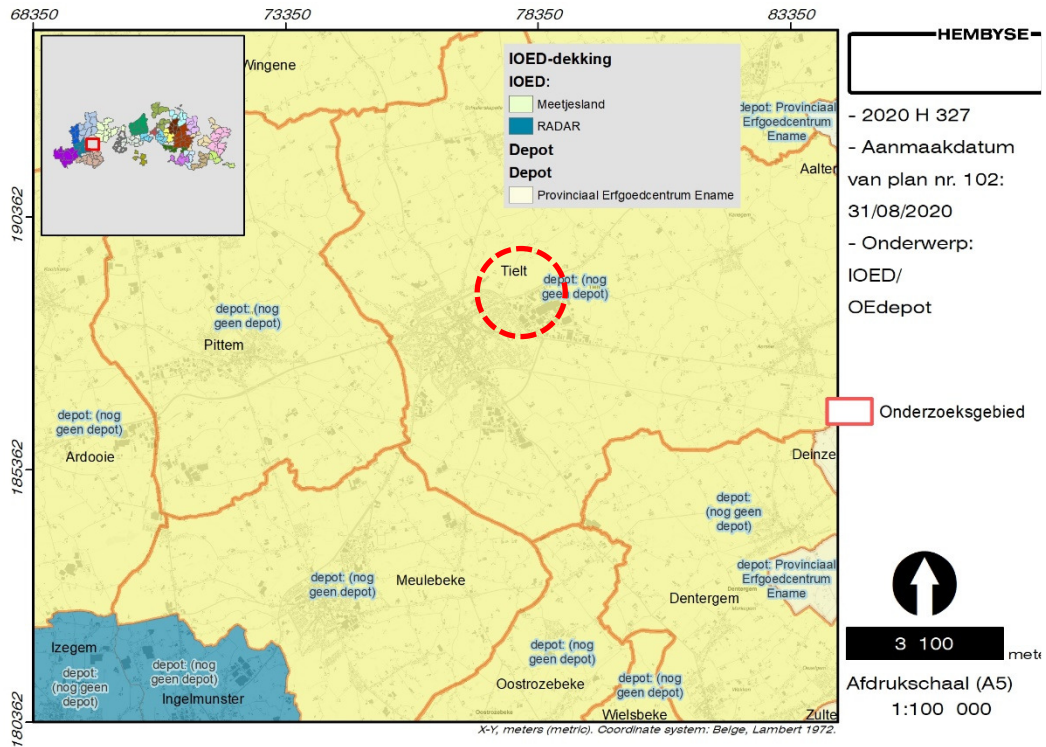 68350
73350
78350
83350
190362
185362
180362
Wingene
IOED-dekking
IOED:
Meetjesland
RADAR
Depot
Depot
Provinciaal Erfgoedcentrum Ename
depot: Provinciaal
Erfgoedcentrum
Ename
Aalter
Tielt
depot: (nog
geen depot)
depot: (nog
geen depot)
Pittem
depot: (nog
geen depot)
Ardooie
Deinze
depot:
(nog geen
depot)
depot: (nog
geen depot)
Meulebeke
depot: Provinciaal
Erfgoedcentrum
Ename
Dentergem
Izegem
depot:
(nog geen
depot)
depot: (nog
geen depot)
Ingelmunster
depot: (nog
geen depot)
Oostrozebeke
depot: (nog
geen depot)
Wielsbeke
Zulte
X-Y, meters (metric). Coordinate system: Belge, Lambert 1972.
HEMBYSE
- 2020 H 327
- Aanmaakdatum
van plan nr. 102:
31/08/2020
- Onderwerp:
IOED/
OEdepot
Onderzoeksgebied
3 100
mete
Afdrukschaal (A5)
1:100 000